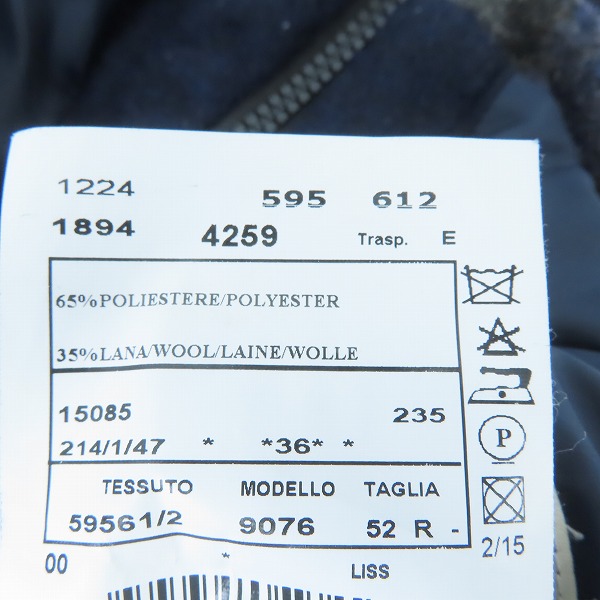 1224 595 612
1894 4259 Trasp. E
65%POLIESTERE/POLYESTER
35%LANA/WOOL/LAINE/WOLLE
15085 235
214/1/47 * *36* *
TESSUTO MODELLO TAGLIA
59561/2 9076 52 R -
P
2/15
00 * LISS